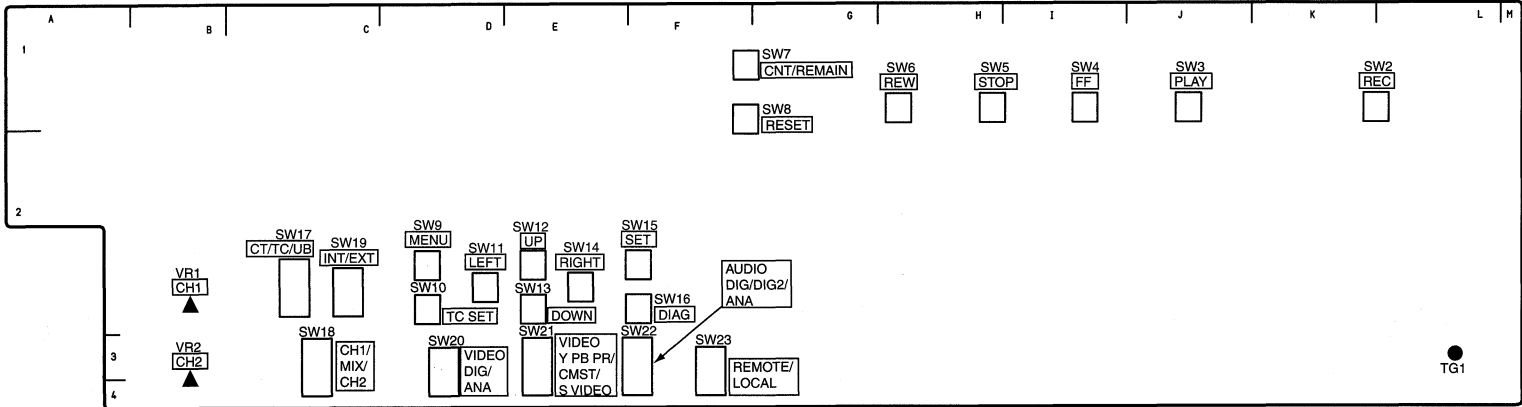 A
B
C
D
E
F
G
H
I
J
K
L
M
1
2
3
4
SW7
CNT/REMAIN
SW8
RESET
SW6
REW
SW5
STOP
SW4
FF
SW3
PLAY
SW2
REC
SW17
CT/TC/UB
SW19
INT/EXT
SW9
MENU
SW11
LEFT
SW12
UP
SW14
RIGHT
SW15
SET
VR1
CH1
SW10
TC SET
SW13
DOWN
SW16
DIAG
AUDIO
DIG/DIG2/
ANA
VR2
CH2
SW18
CH1/
MIX/
CH2
SW20
VIDEO
DIG/
ANA
SW21
VIDEO
Y PB PR/
CMST/
S VIDEO
SW22
SW23
REMOTE/
LOCAL
TG1